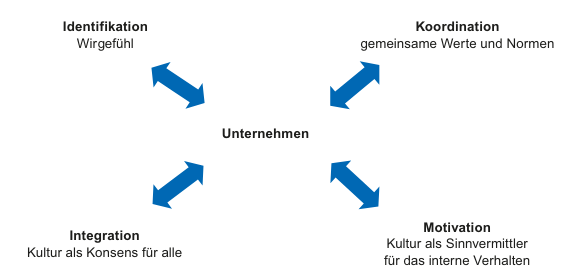 Identifikation
Wirgefühl
Koordination
gemeinsame Werte und Normen
Unternehmen
Integration
Kultur als Konsens für alle
Motivation
Kultur als Sinnvermittler
für das interne Verhalten